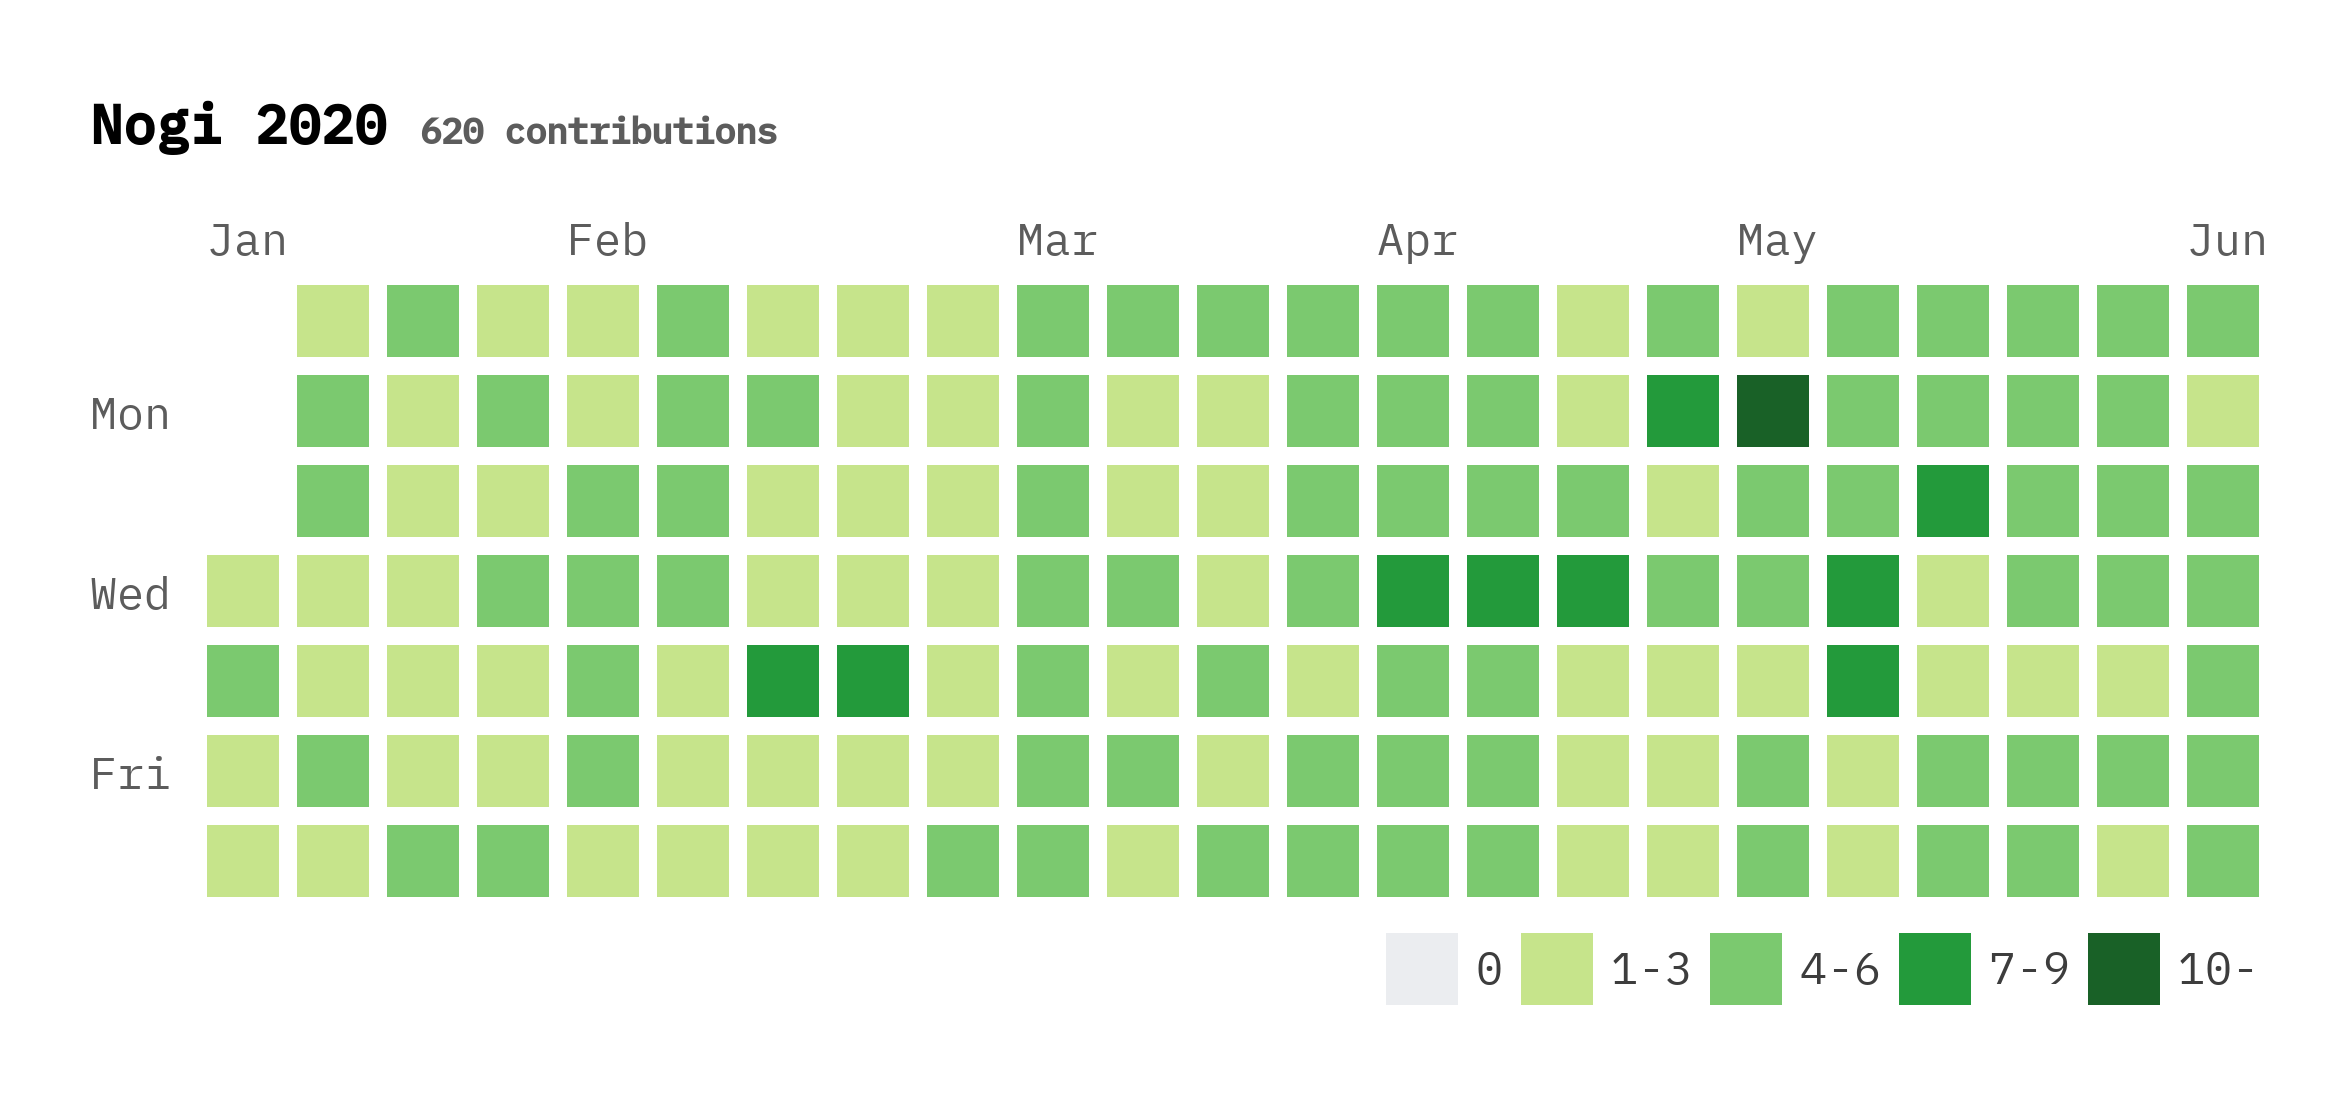 Nogi 2020 620 contributions
Jan Feb Mar Apr May Jun
Mon
Wed
Fri
0 1-3 4-6 7-9 10-